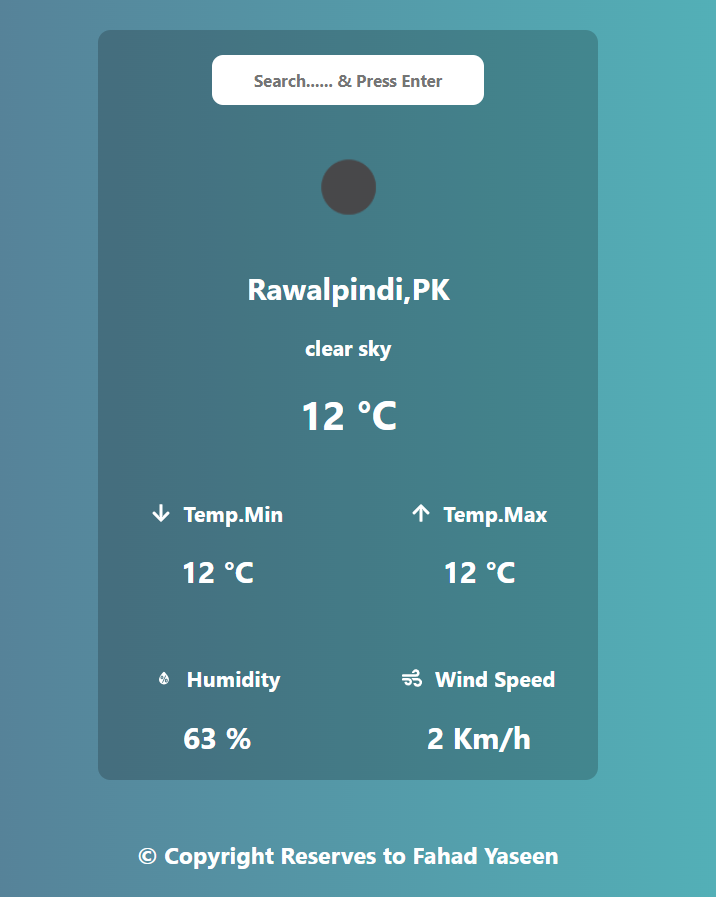 Search...... & Press Enter
Rawalpindi,PK
clear sky
12 °C
Temp.Min
Temp.Max
12 °C
12 °C
Humidity
Wind Speed
63 %
2 Km/h
© Copyright Reserves to Fahad Yaseen